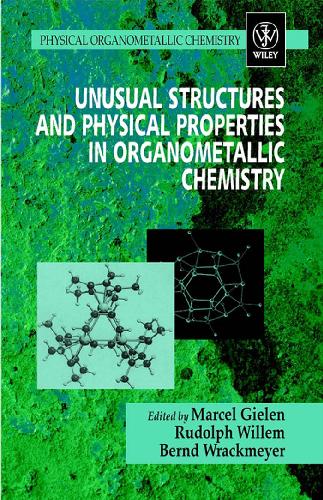 PHYSICAL ORGANOMETALLIC CHEMISTRY
WILEY
UNUSUAL STRUCTURES
AND PHYSICAL PROPERTIES
IN ORGANOMETALLIC
CHEMISTRY
Edited by Marcel Gielen
Rudolph Willem
Bernd Wrackmeyer